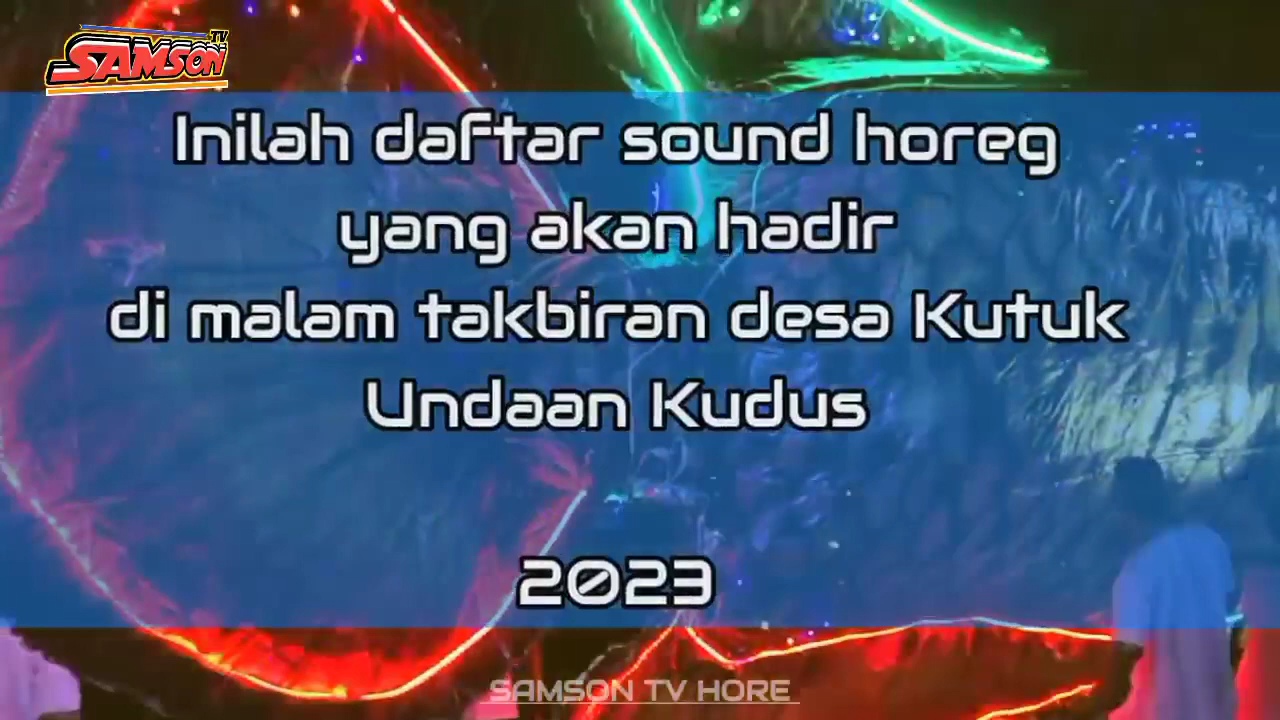 SAMSON TV
Inilah daftar sound horeg
yang akan hadir
di malam takbiran desa Kutuk
Undaan Kudus
2023
SAMSON TV HORE